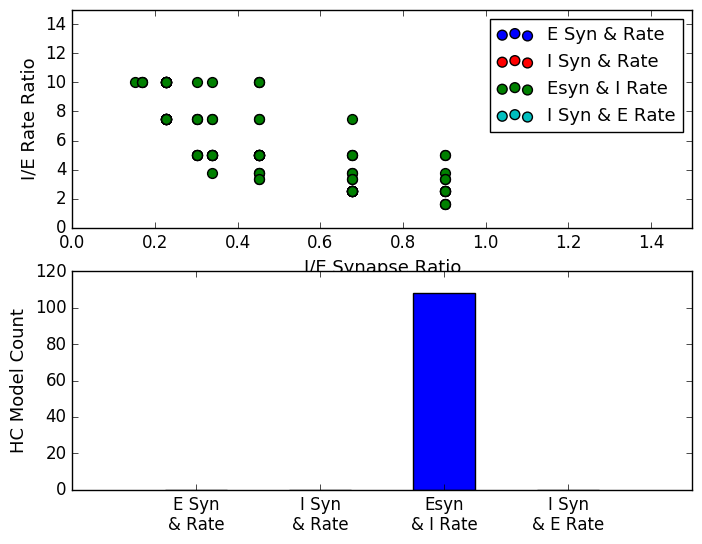 14
12
10
8
6
4
2
0
I/E Rate Ratio
E Syn & Rate
I Syn & Rate
Esyn & I Rate
I Syn & E Rate
0.0 0.2 0.4 0.6 0.8 1.0 1.2 1.4
I/E Synapse Ratio
120
100
80
60
40
20
0
HC Model Count
E Syn
& Rate
I Syn
& Rate
Esyn
& I Rate
I Syn
& E Rate